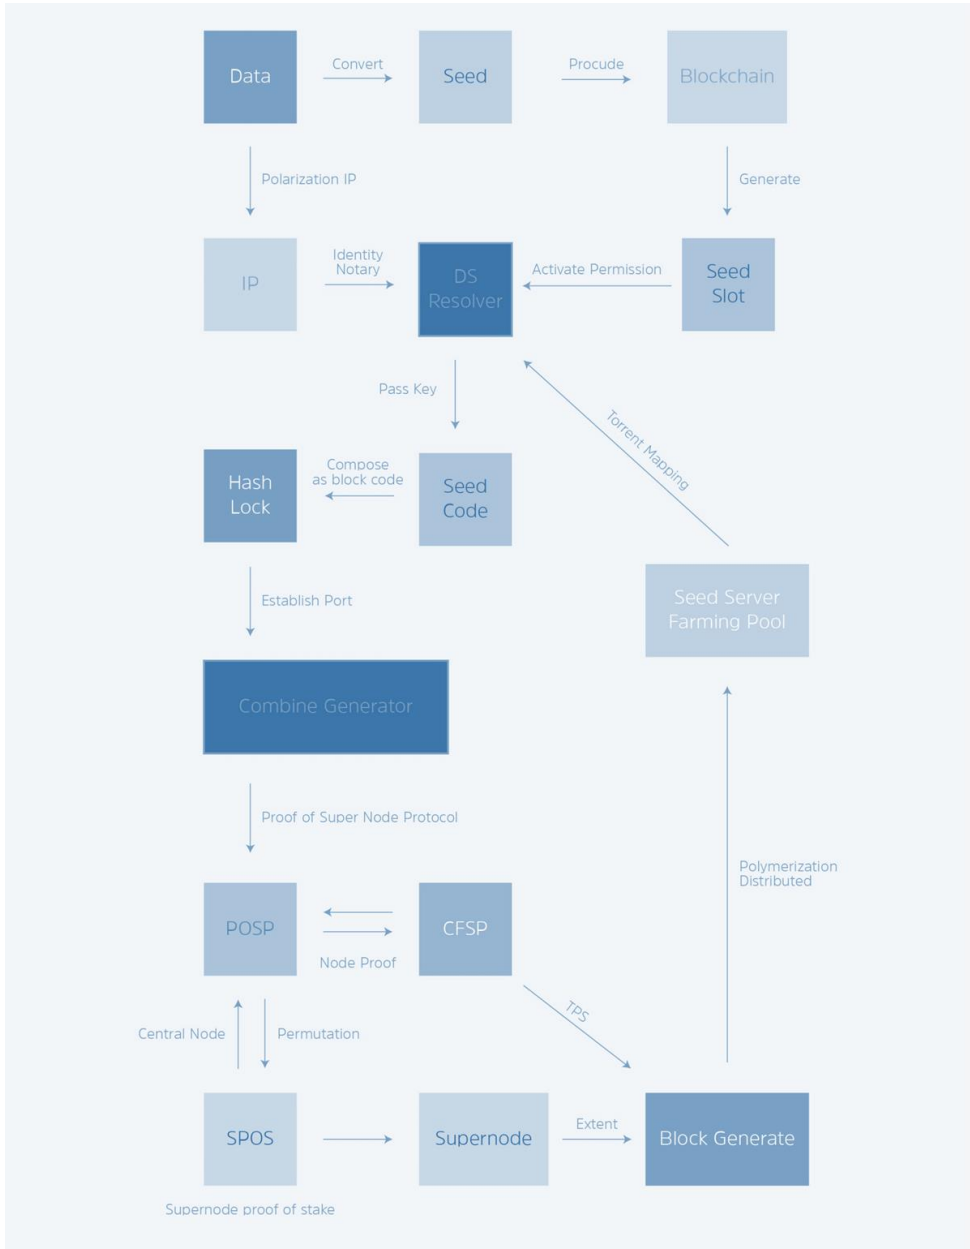 Data
Convert
Seed
Procude
Blockchain
Polarization IP
Generate
IP
Identity
Notary
DS
Resolver
Activate Permission
Seed
Slot
Pass Key
Torrent Mapping
Hash
Lock
Compose
as block code
Seed
Code
Establish Port
Seed Server
Farming Pool
Combine Generator
Proof of Super Node Protocol
Polymerization
Distributed
POSP
Node Proof
CFSP
TPS
Central Node
Permutation
SPOS
Supernode
Extent
Block Generate
Supernode proof of stake